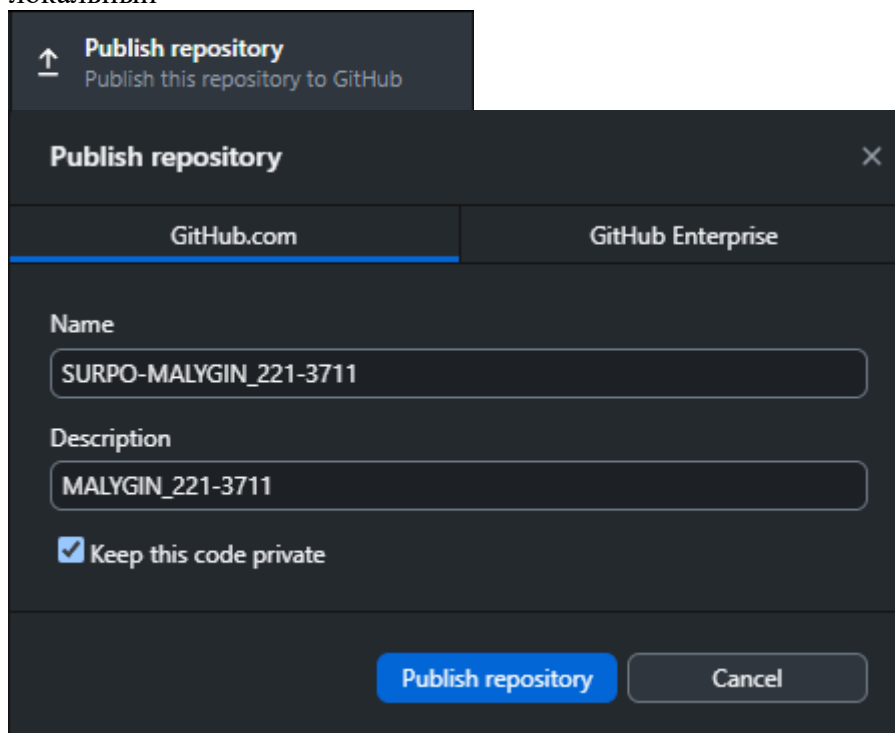 локальный
Publish repository
Publish this repository to GitHub
Publish repository
GitHub.com
GitHub Enterprise
Name
SURPO-MALYGIN_221-3711
Description
MALYGIN_221-3711
Keep this code private
Publish repository
Cancel